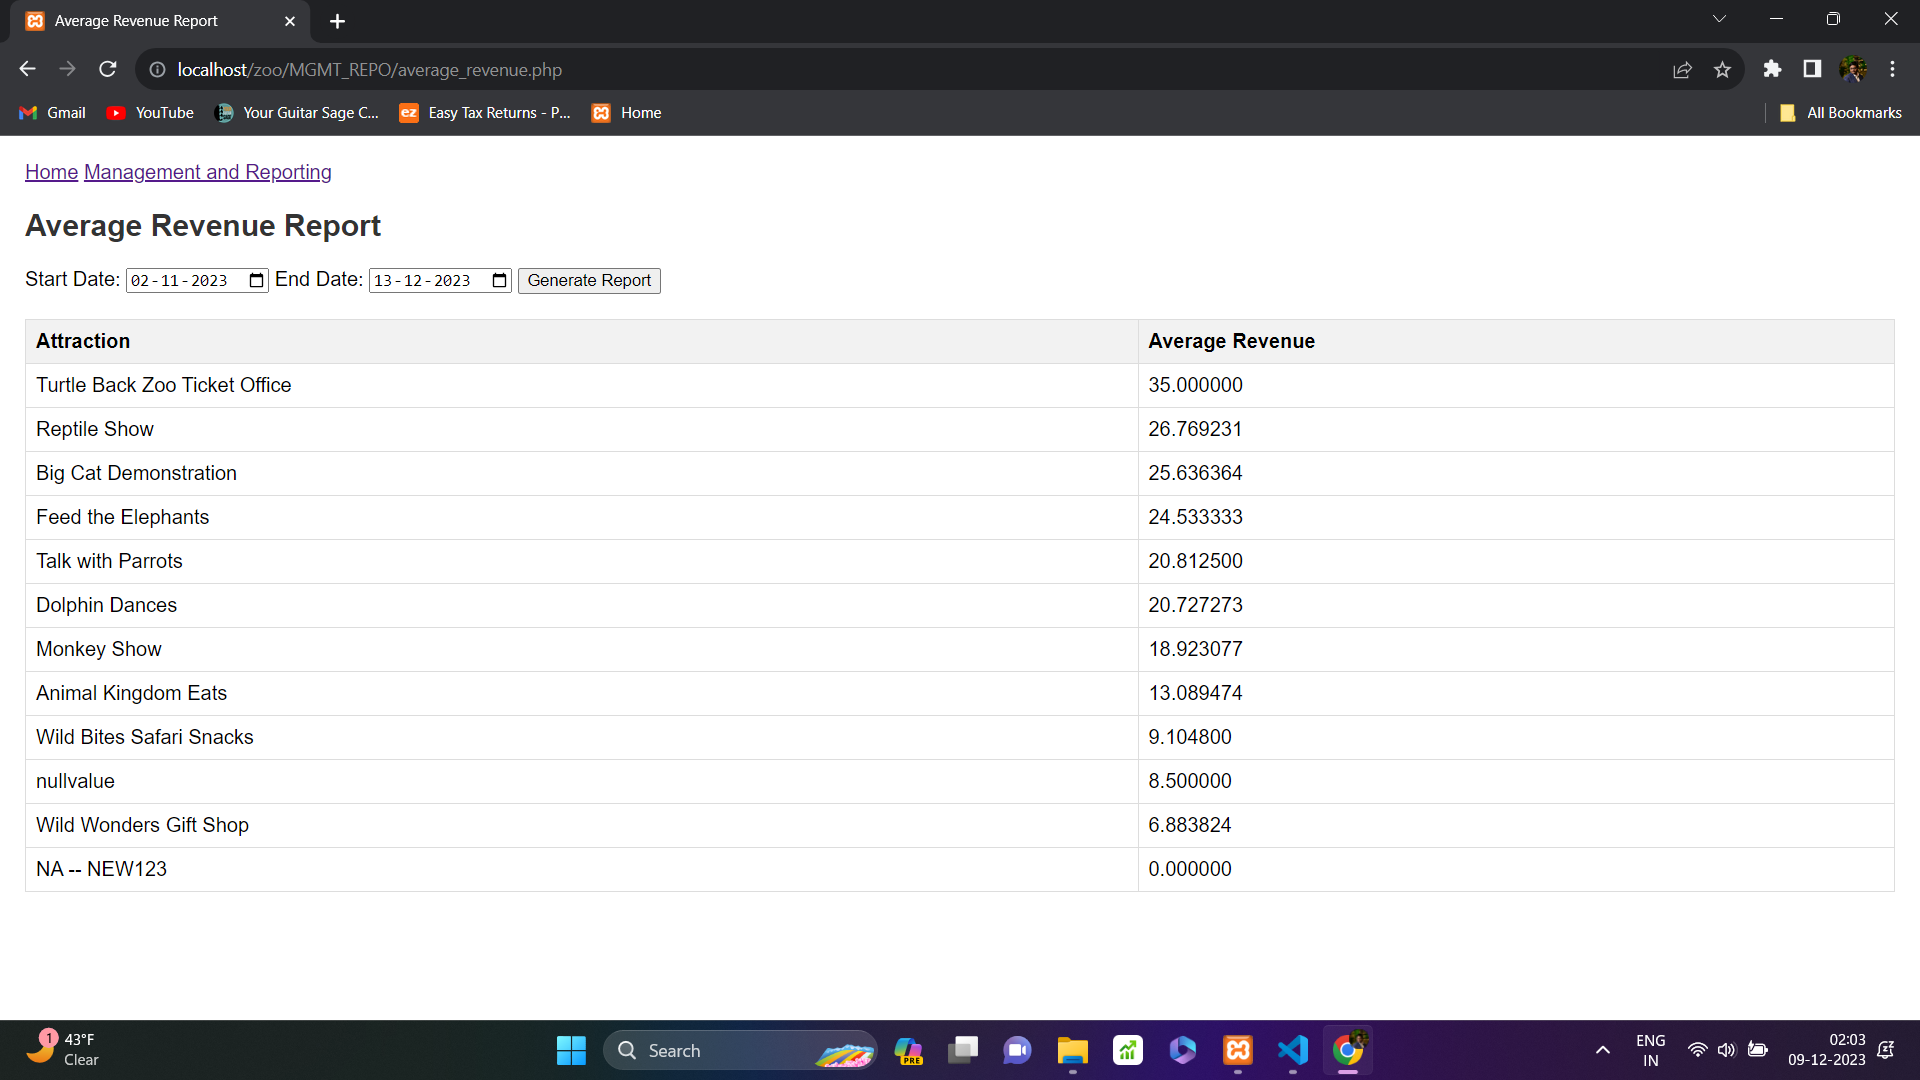 Average Revenue Report
localhost/zoo/MGMT_REPO/average_revenue.php
Gmail YouTube Your Guitar Sage C... ez Easy Tax Returns - P... Home All Bookmarks
Home Management and Reporting
Average Revenue Report
Start Date: 02-11-2023 End Date: 13-12-2023 Generate Report
Attraction Average Revenue
Turtle Back Zoo Ticket Office 35.000000
Reptile Show 26.769231
Big Cat Demonstration 25.636364
Feed the Elephants 24.533333
Talk with Parrots 20.812500
Dolphin Dances 20.727273
Monkey Show 18.923077
Animal Kingdom Eats 13.089474
Wild Bites Safari Snacks 9.104800
nullvalue 8.500000
Wild Wonders Gift Shop 6.883824
NA -- NEW123 0.000000
1 43°F
Clear
Search
PRE
ENG
IN
02:03
09-12-2023